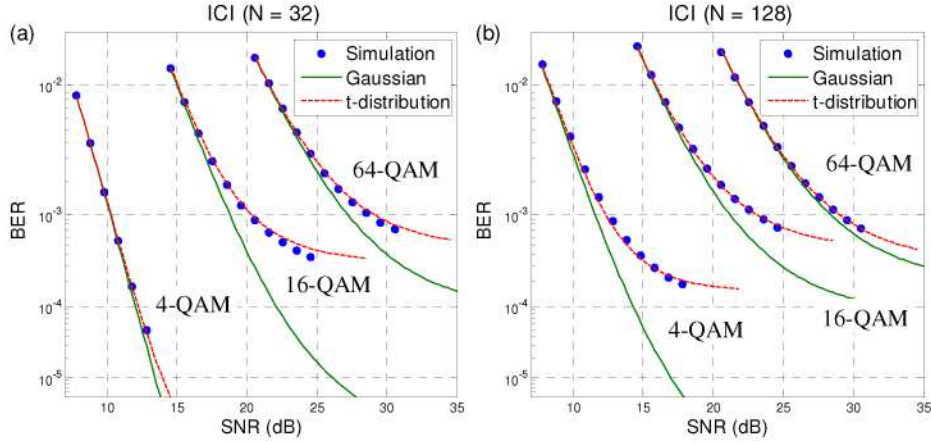 ICI (N = 32)
(a)
Simulation
Gaussian
t-distribution
10-2
10-3
10-4
10-5
BER
64-QAM
16-QAM
4-QAM
10 15 20 25 30 35
SNR (dB)
ICI (N = 128)
(b)
Simulation
Gaussian
t-distribution
10-2
10-3
10-4
10-5
BER
64-QAM
16-QAM
4-QAM
10 15 20 25 30 35
SNR (dB)